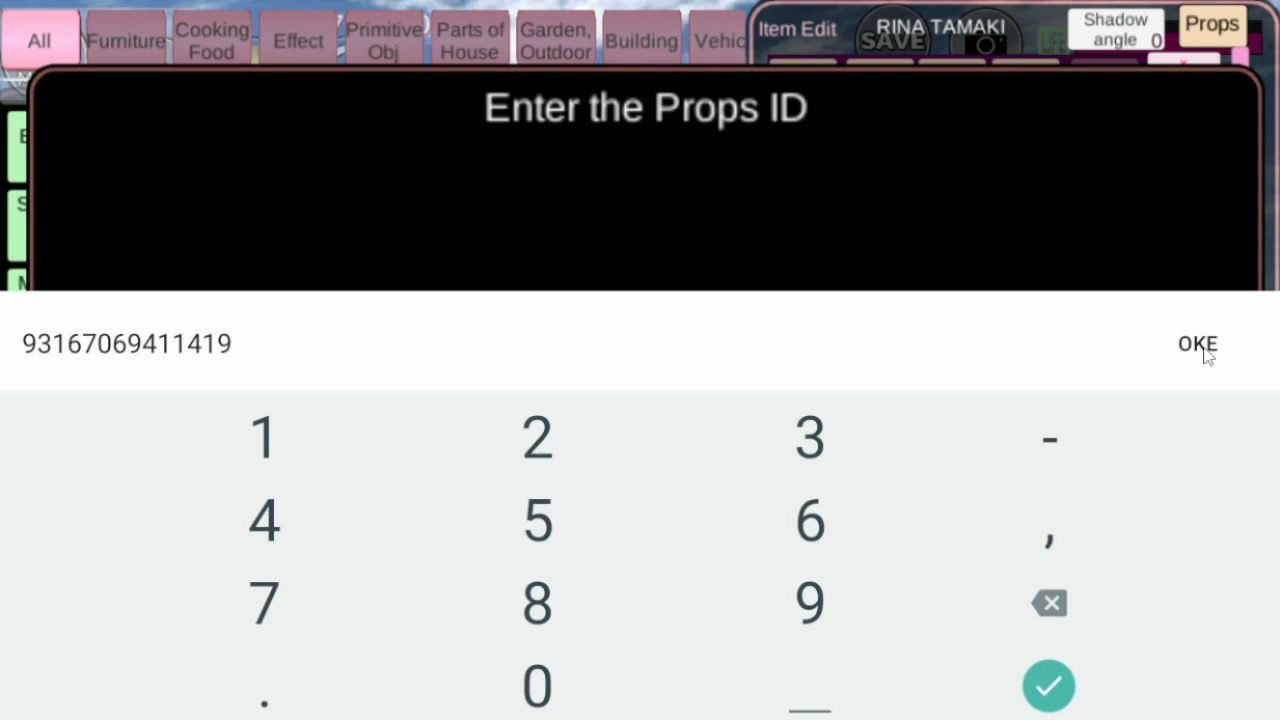 All
Furniture
Cooking
Food
Effect
Primitive
Obj
Parts of
House
Garden,
Outdoor
Building
Vehic
Item Edit
SAVE
RINA TAMAKI
LIFE
Shadow
angle 0
Props
Enter the Props ID
E
S
M
93167069411419
OKE
1 2 3 -
4 5 6 ,
7 8 9
. 0 _